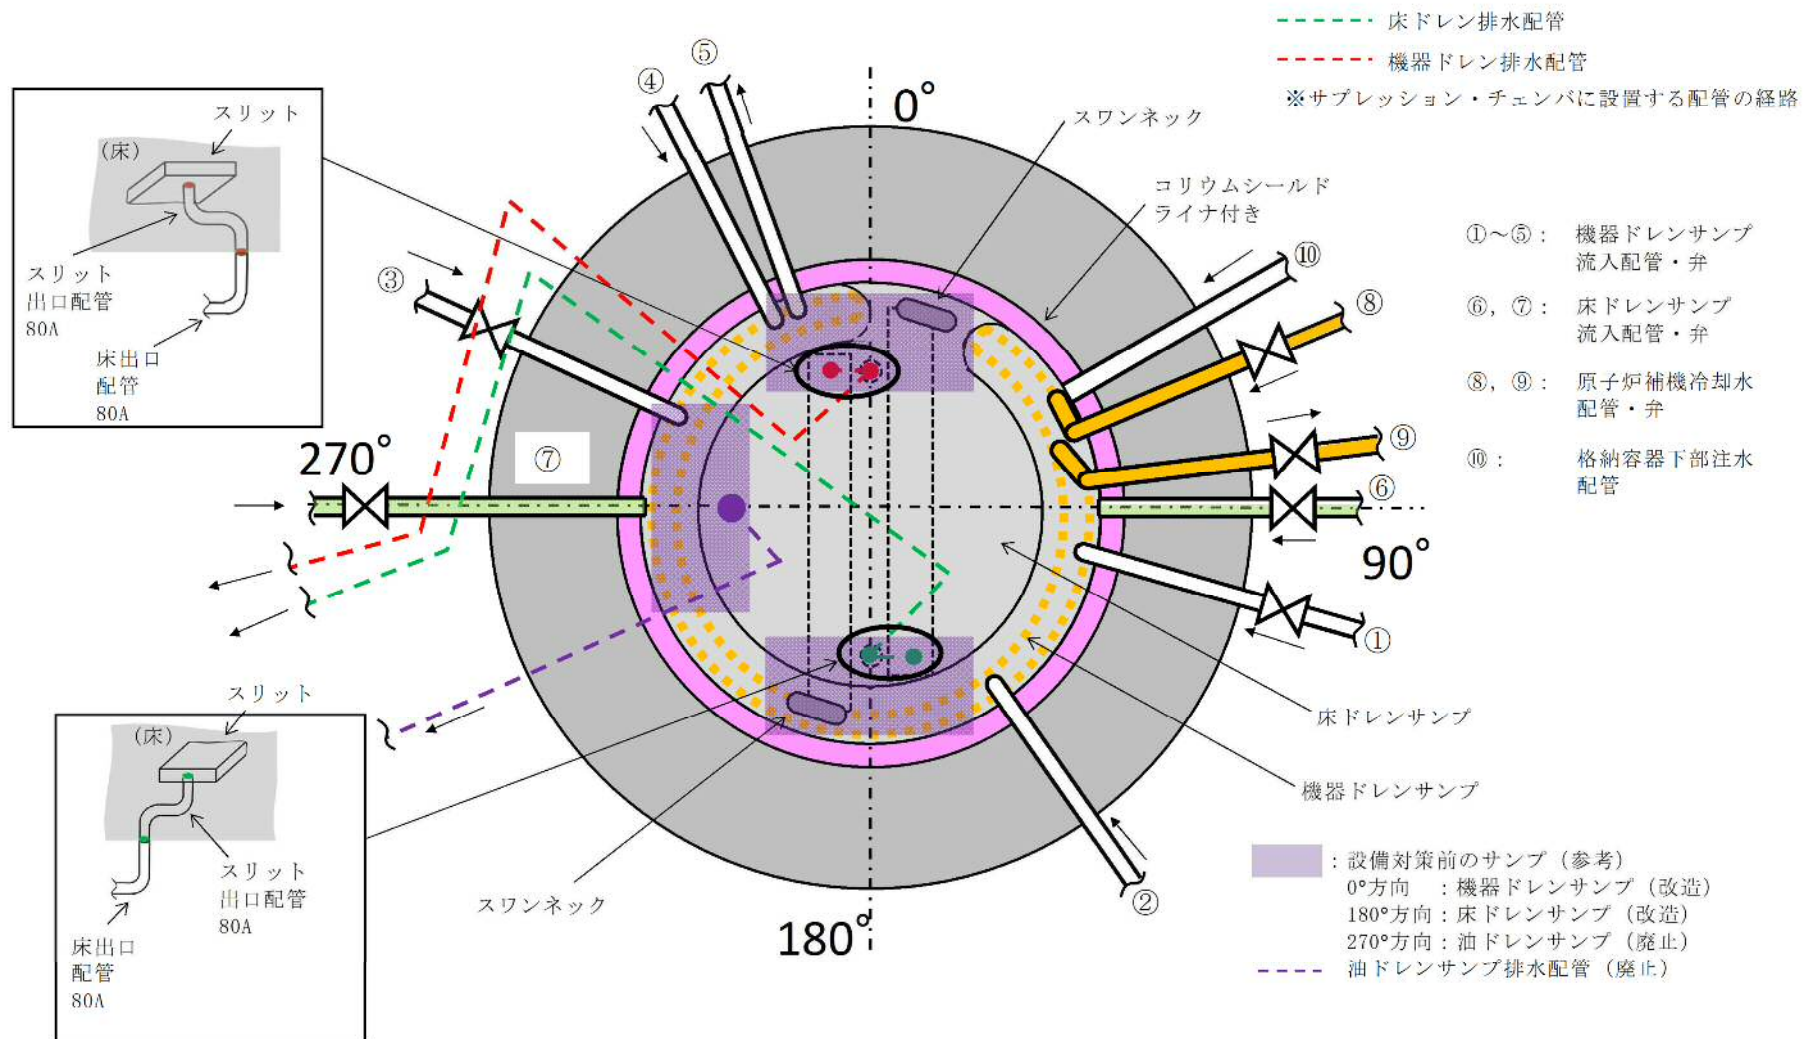 床ドレン排水配管
機器ドレン排水配管
※サプレッション・チェンバに設置する配管の経路
⑤
④
0°
スワンネック
スリット
(床)
スリット
出口配管
80A
床出口
配管
80A
コリウムシールド
ライナ付き
③
⑩
⑧
①～⑤： 機器ドレンサンプ
流入配管・弁
⑥, ⑦： 床ドレンサンプ
流入配管・弁
⑧, ⑨： 原子炉補機冷却水
配管・弁
⑩： 格納容器下部注水
配管
270°
⑦
⑨
⑥
90°
①
床ドレンサンプ
機器ドレンサンプ
スリット
(床)
スリット
出口配管
80A
床出口
配管
80A
スワンネック
180°
②
：設備対策前のサンプ（参考）
0°方向 ：機器ドレンサンプ（改造）
180°方向：床ドレンサンプ（改造）
270°方向：油ドレンサンプ（廃止）
油ドレンサンプ排水配管（廃止）